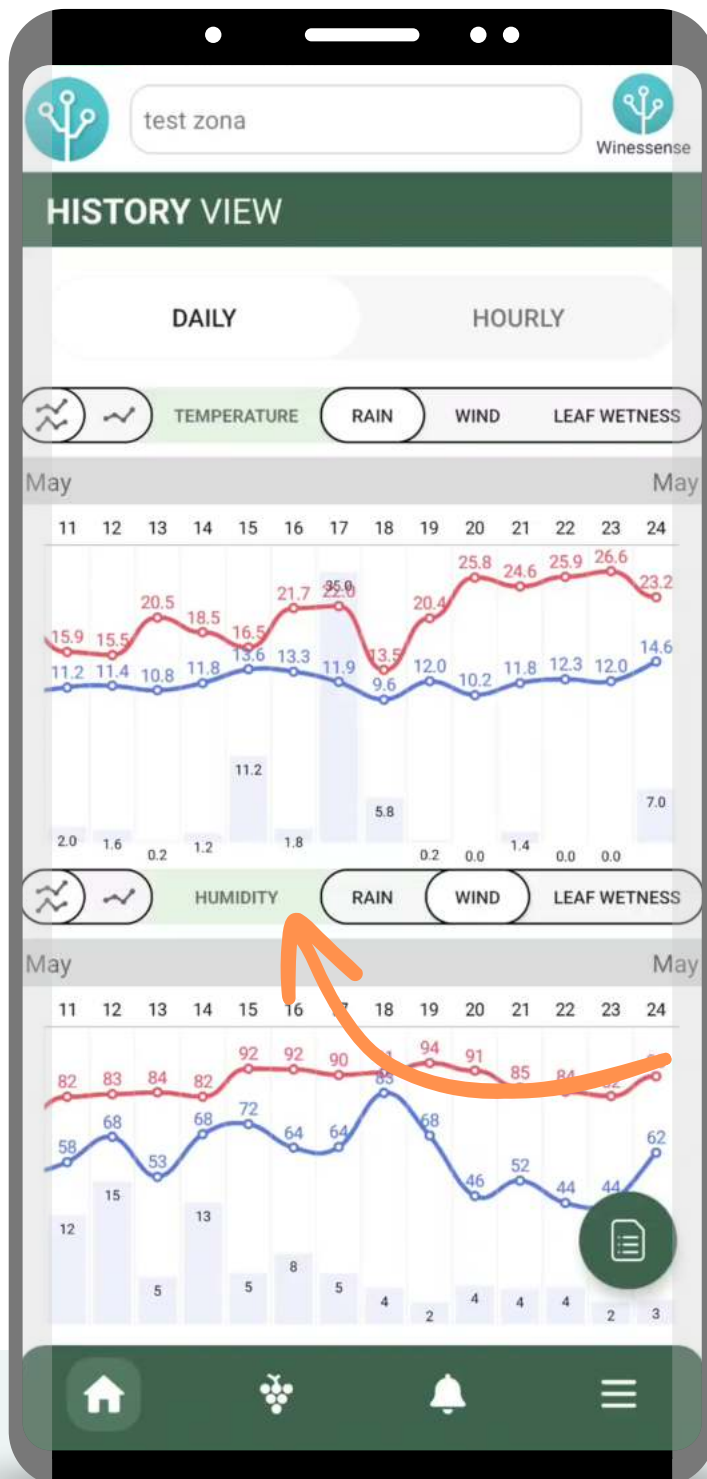 test zona
Winessense
HISTORY VIEW
DAILY HOURLY
TEMPERATURE RAIN WIND LEAF WETNESS
May May
11 12 13 14 15 16 17 18 19 20 21 22 23 24
25.8 24.6 25.9 26.6
20.5 21.7 35.0 22.0 20.4 23.2
15.9 15.5 18.5 16.5 13.5
11.2 11.4 10.8 11.8 13.6 13.3 11.9 9.6 12.0 10.2 11.8 12.3 12.0 14.6
11.2
5.8 7.0
2.0 1.6 0.2 1.2 1.8 0.2 0.0 1.4 0.0 0.0
HUMIDITY RAIN WIND LEAF WETNESS
May May
11 12 13 14 15 16 18 19 20 21 22 23 24
82 83 84 82 92 92 90 94 91 85 84
58 68 53 68 72 64 64 85 68 46 52 44 44 62
12 15 5 13 5 8 5 4 2 4 4 4 2 3